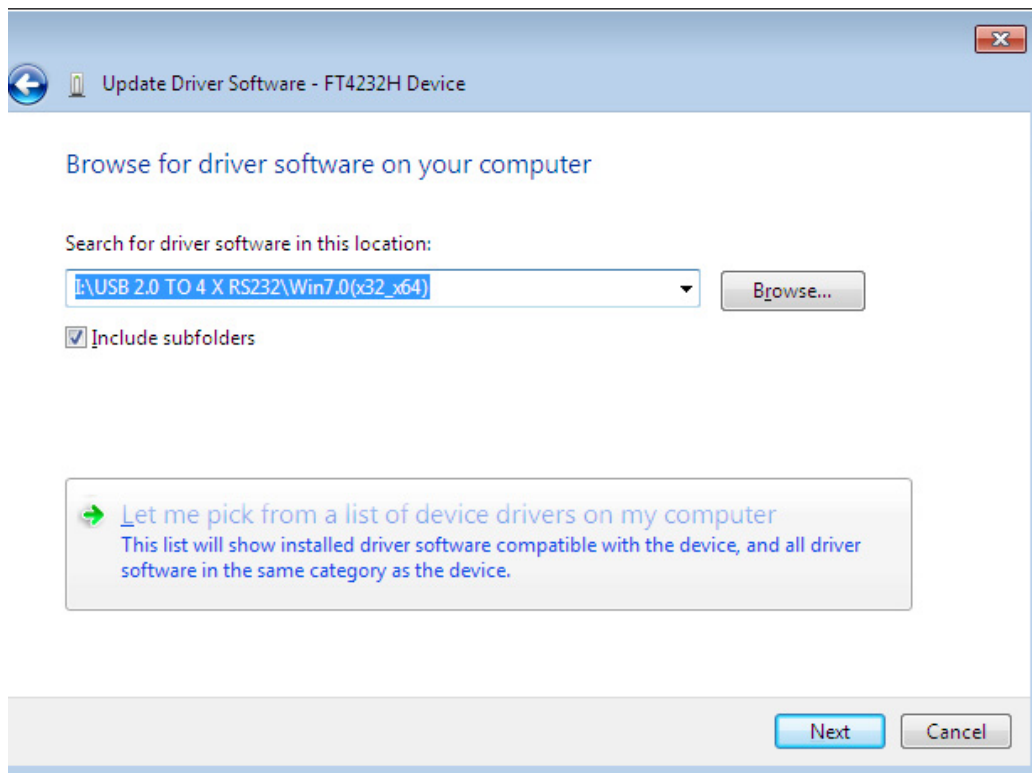 Update Driver Software - FT4232H Device
Browse for driver software on your computer
Search for driver software in this location:
I:\USB 2.0 TO 4 X RS232\Win7.0(x32_x64)
Browse...
Include subfolders
Let me pick from a list of device drivers on my computer
This list will show installed driver software compatible with the device, and all driver
software in the same category as the device.
Next
Cancel